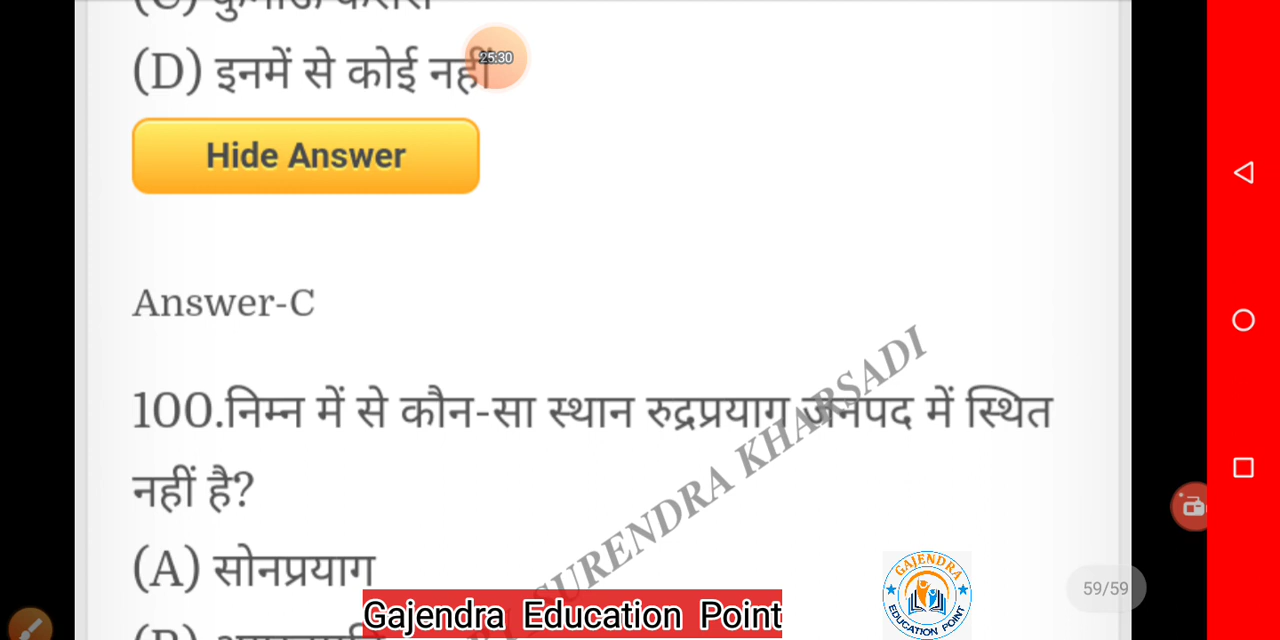 (D) इनमें से कोई नहीं
25:30
Hide Answer
Answer-C
100.निम्न में से कौन-सा स्थान रुद्रप्रयाग जनपद में स्थित
नहीं है?
(A) सोनप्रयाग
SURENDRA KHARSADI
Gajendra Education Point
GAJENDRA
EDUCATION POINT
59/59